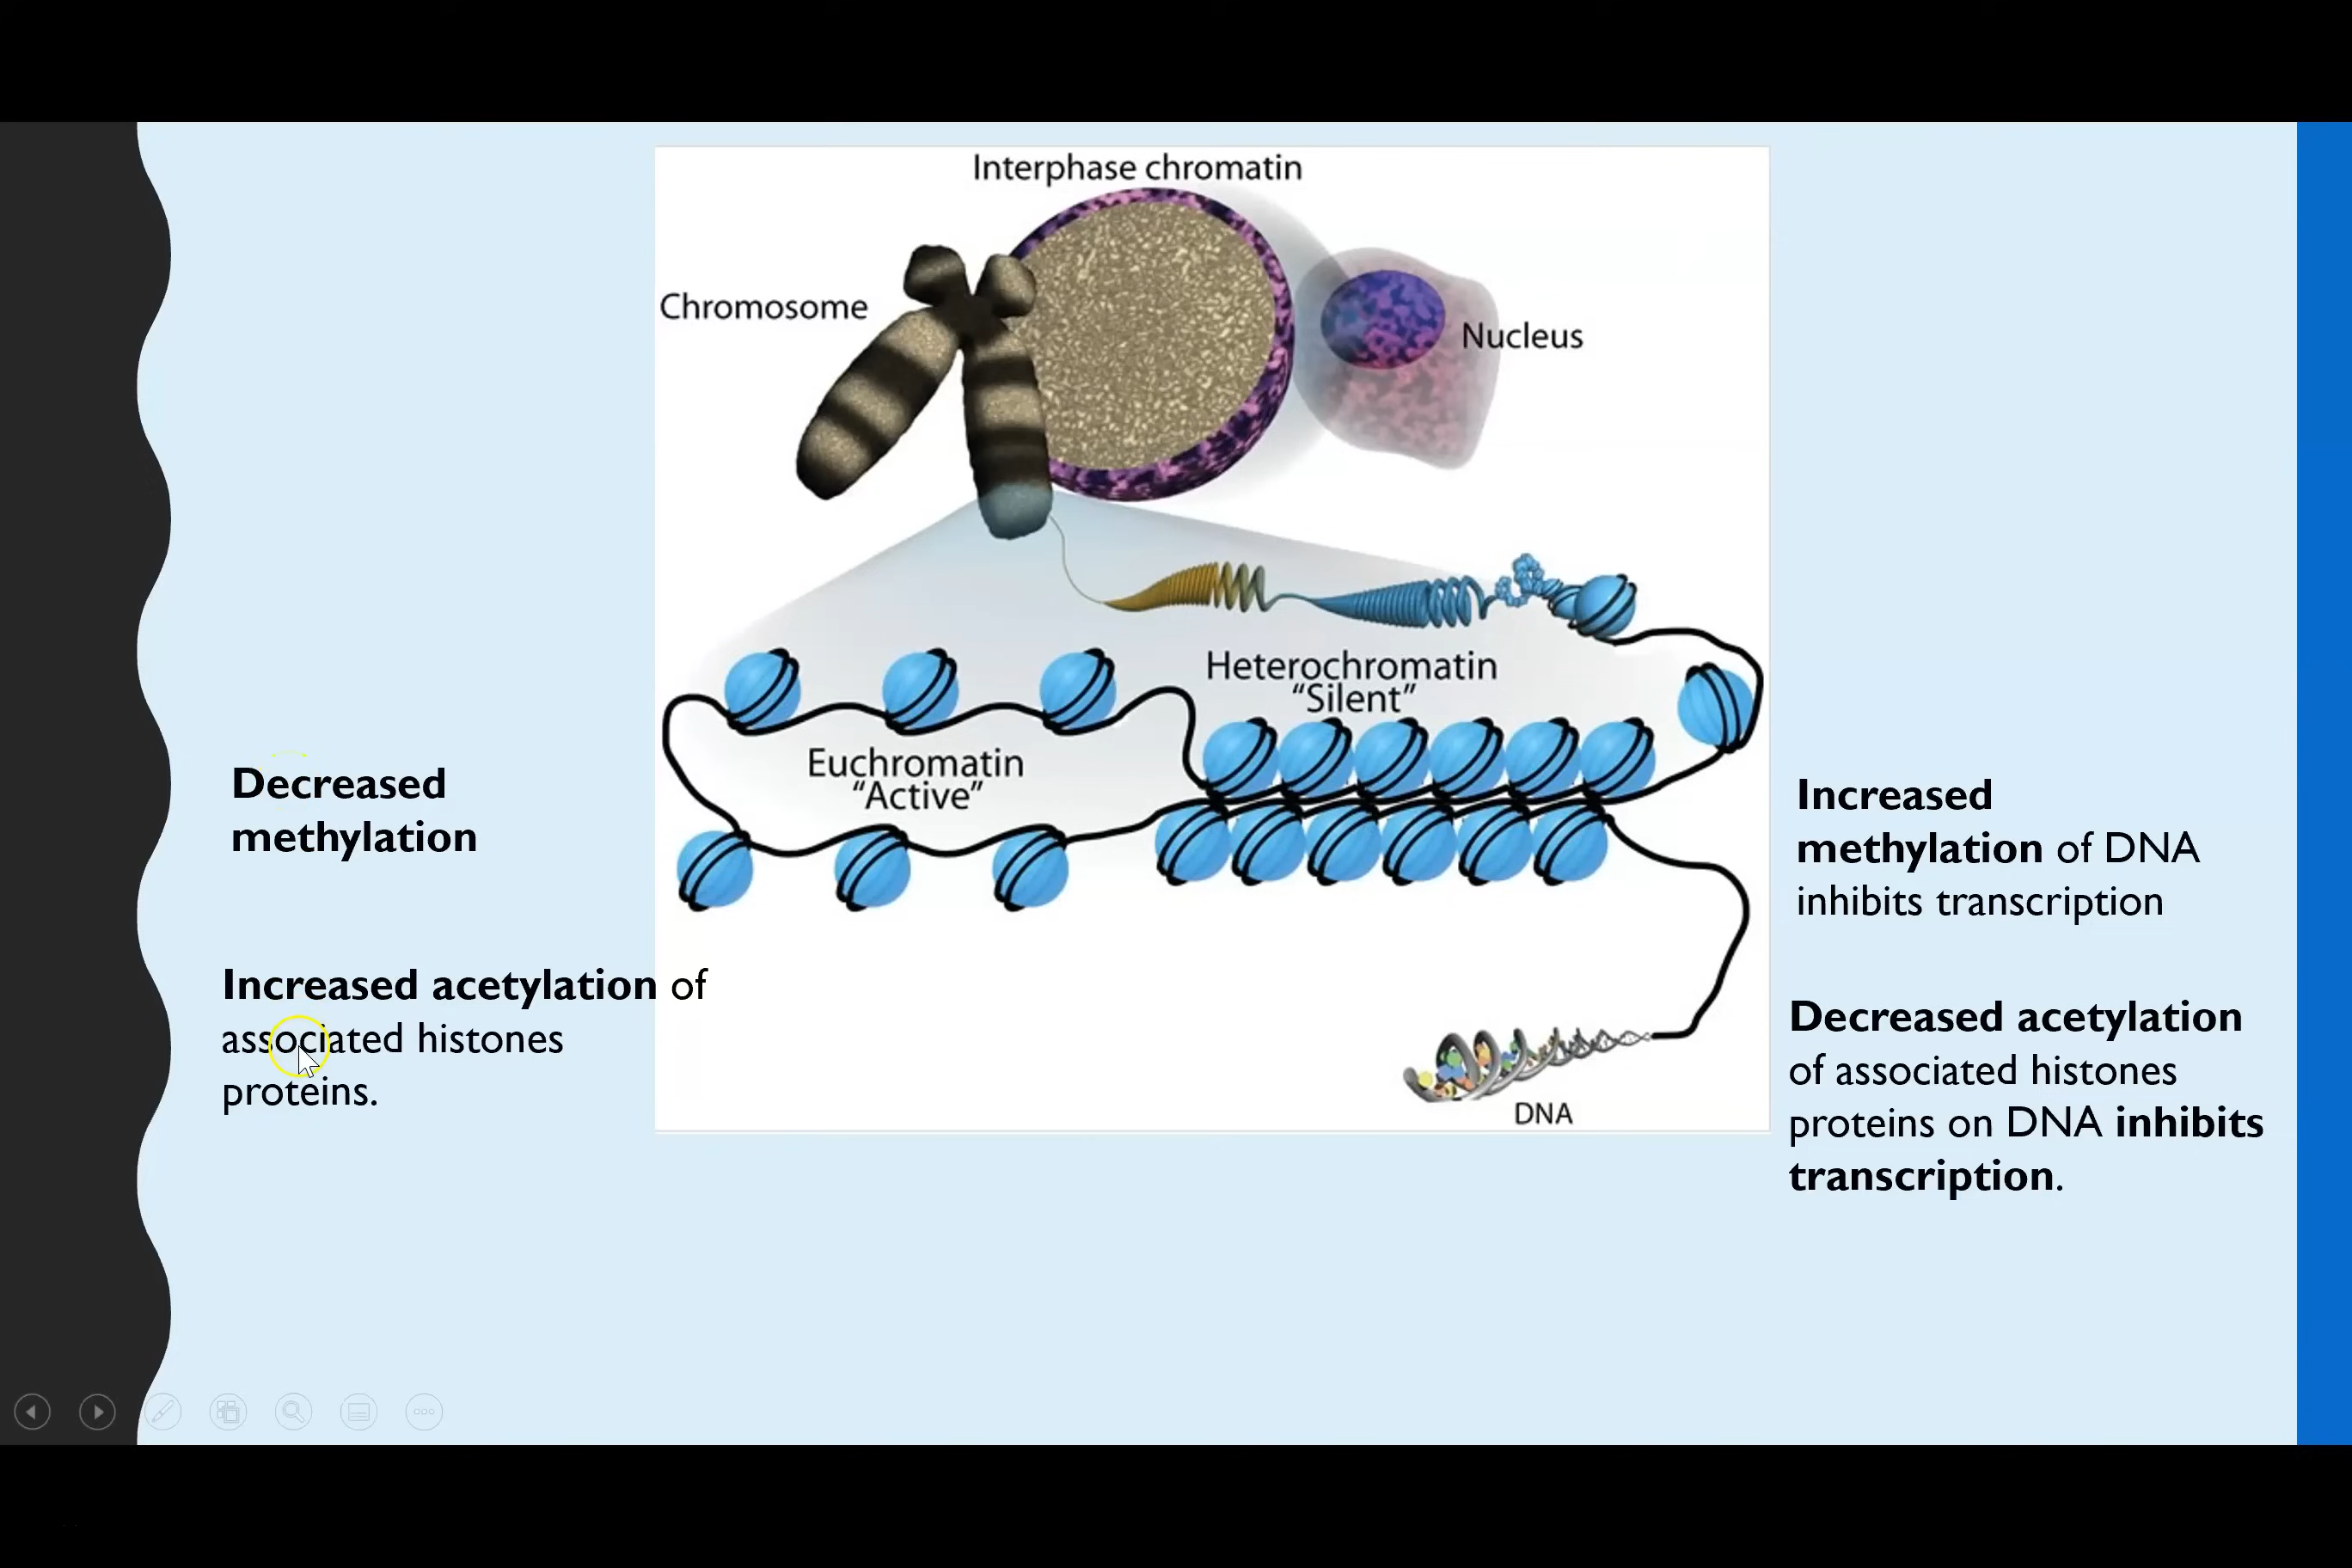 Interphase chromatin
Chromosome
Nucleus
Heterochromatin
“Silent”
Euchromatin
“Active”
DNA
Decreased
methylation
Increased acetylation of
associated histones
proteins.
Increased
methylation of DNA
inhibits transcription
Decreased acetylation
of associated histones
proteins on DNA inhibits
transcription.